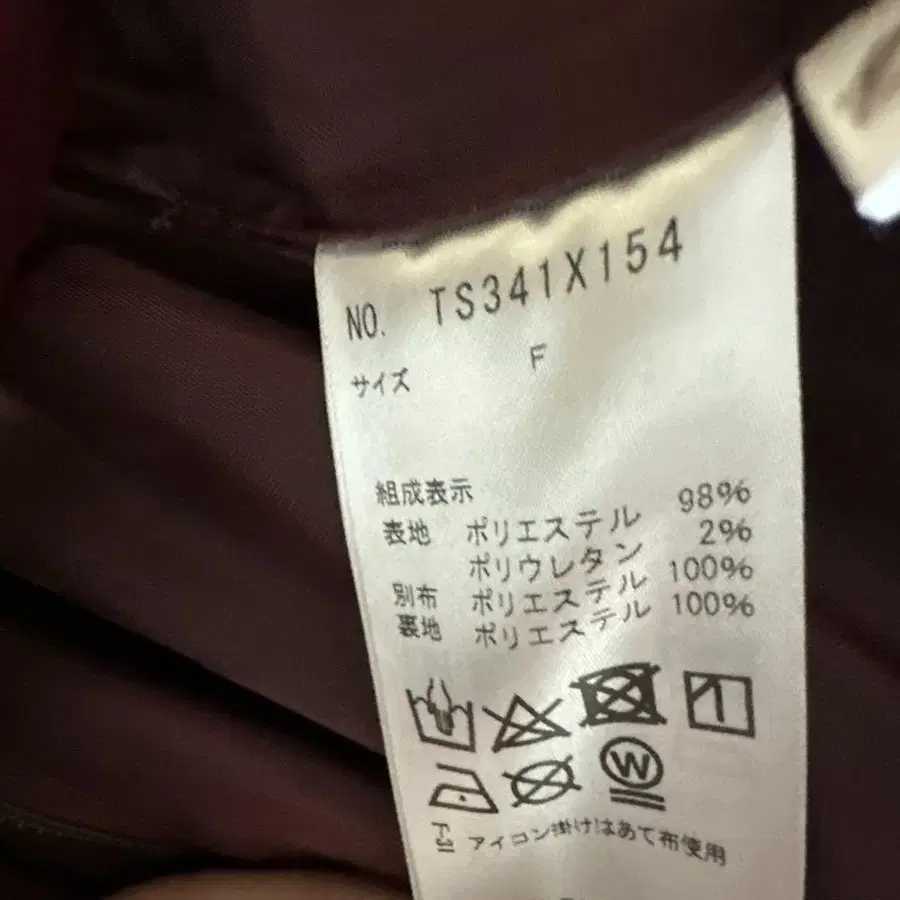 NO. TS341X154
サイズ F
組成表示
表地 ポリエステル 98%
ポリウレタン 2%
別布 ポリエステル 100%
裏地 ポリエステル 100%
W
アイロン掛けはあて布使用